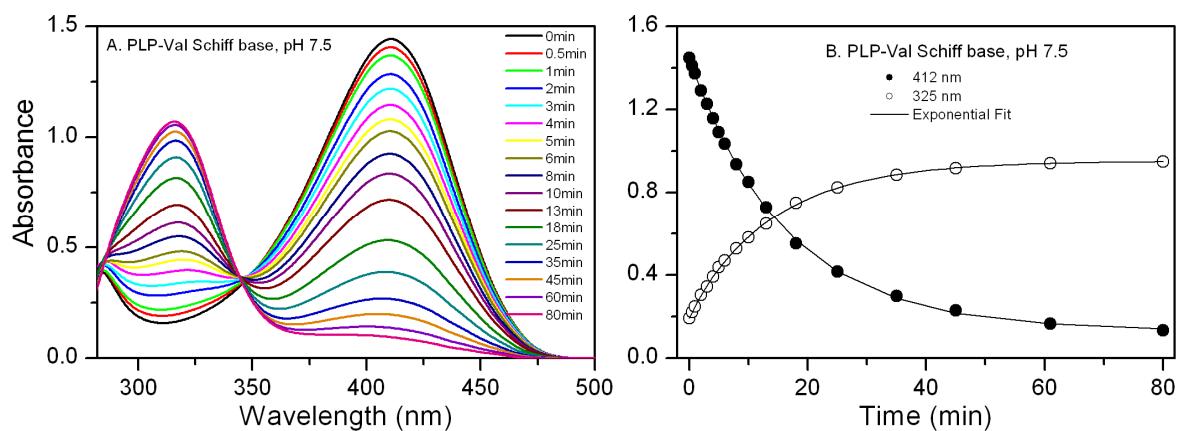 A. PLP-Val Schiff base, pH 7.5
0min
0.5min
1min
2min
3min
4min
5min
6min
8min
10min
13min
18min
25min
35min
45min
60min
80min
1.5
1.0
0.5
0.0
Absorbance
300 350 400 450 500
Wavelength (nm)
B. PLP-Val Schiff base, pH 7.5
412 nm
325 nm
Exponential Fit
1.6
1.2
0.8
0.4
0.0
0 20 40 60 80
Time (min)